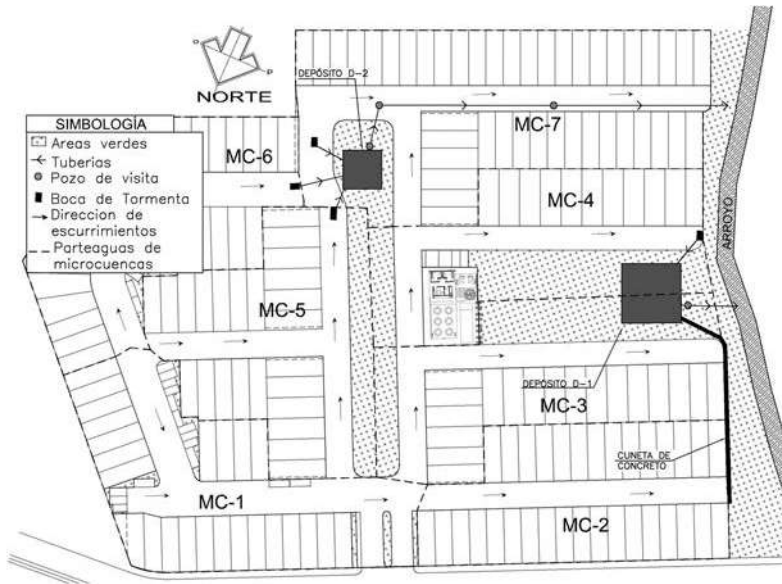 NORTE
DEPÓSITO D-2
SIMBOLOGÍA
Areas verdes
Tuberias
Pozo de visita
Boca de Tormenta
Direccion de
escurrimientos
Parteaguas de
microcuencas
MC-6
MC-7
MC-4
ARROYO
MC-5
DEPÓSITO D-1
MC-3
CUNETA DE
CONCRETO
MC-1
MC-2